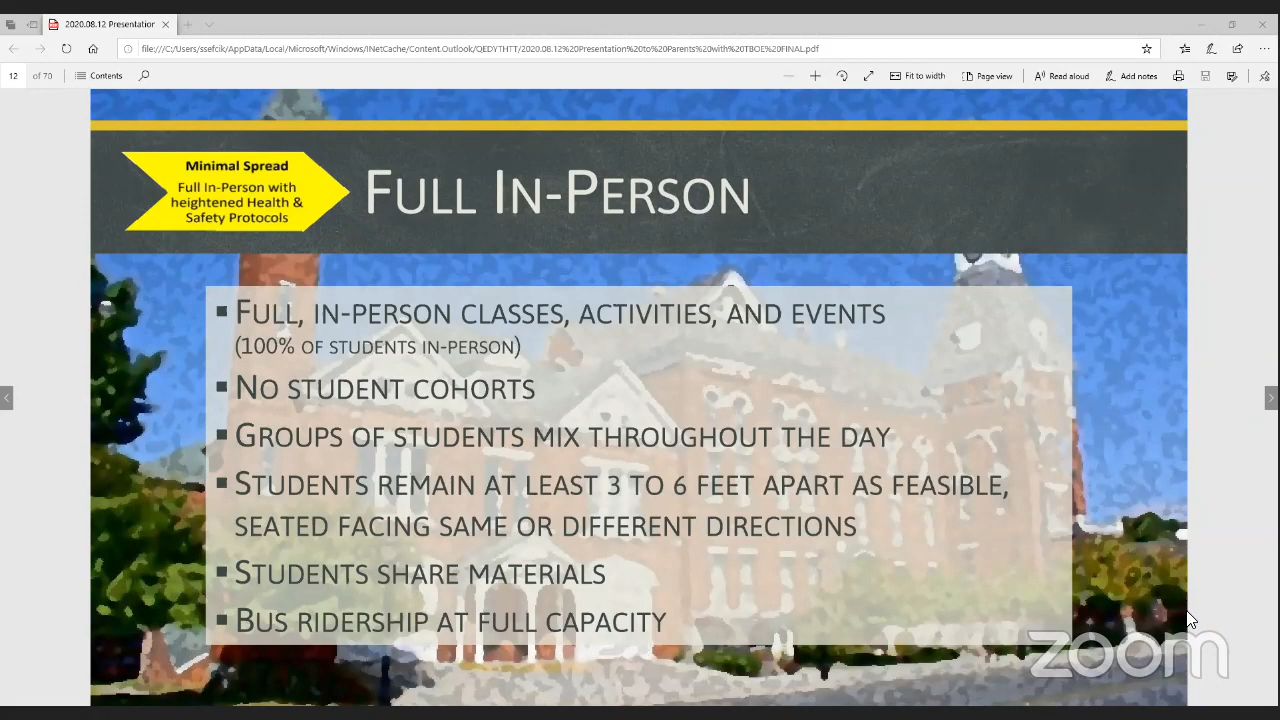 2020.08.12 Presentation
file:///C:/Users/ssefcik/AppData/Local/Microsoft/Windows/INetCache/Content.Outlook/QEDYTHTT/2020.08.12%20Presentation%20to%20Parents%20with%20TBOE%20FINAL.pdf
12 of 70 Contents Fit to width Page view Read aloud Add notes
Minimal Spread
Full In-Person with
heightened Health &
Safety Protocols
FULL IN-PERSON
FULL, IN-PERSON CLASSES, ACTIVITIES, AND EVENTS
(100% OF STUDENTS IN-PERSON)
NO STUDENT COHORTS
GROUPS OF STUDENTS MIX THROUGHOUT THE DAY
STUDENTS REMAIN AT LEAST 3 TO 6 FEET APART AS FEASIBLE,
SEATED FACING SAME OR DIFFERENT DIRECTIONS
STUDENTS SHARE MATERIALS
BUS RIDERSHIP AT FULL CAPACITY
zoom